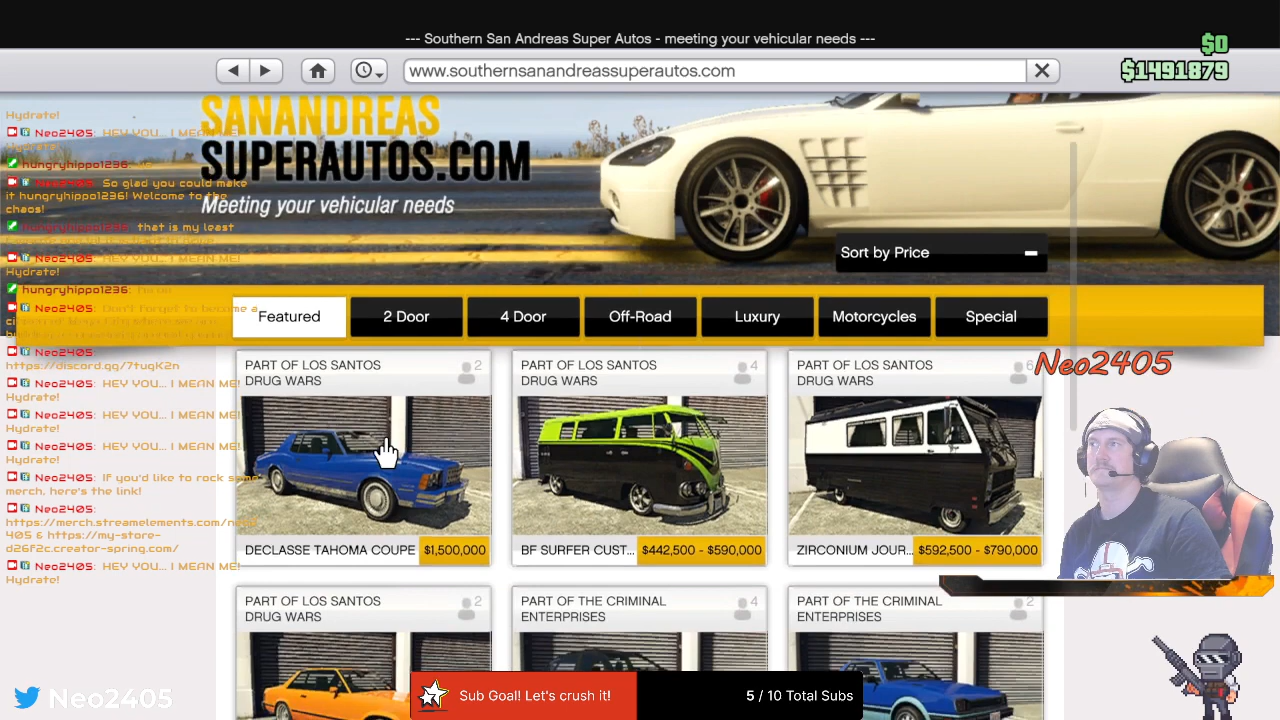 --- Southern San Andreas Super Autos - meeting your vehicular needs ---
$0
www.southernsanandreassuperautos.com
$1491879
SANANDREAS
SUPERAUTOS.COM
Meeting your vehicular needs
Sort by Price
Featured
2 Door
4 Door
Off-Road
Luxury
Motorcycles
Special
Hydrate!
Neo2405: HEY YOU... I MEAN ME!
Hydrate!
hungryhippo1236:
Neo2405: So glad you could make
it hungryhippo1236! Welcome to the
chaos!
hungryhippo1236: that is my least
Neo2405: HEY YOU... I MEAN ME!
Hydrate!
hungryhippo1236:
Neo2405: Don't forget to become a
Neo2405:
https://discord.gg/7tugK2n
Neo2405: HEY YOU... I MEAN ME!
Hydrate!
Neo2405: HEY YOU... I MEAN ME!
Hydrate!
Neo2405: HEY YOU... I MEAN ME!
Hydrate!
Neo2405: If you'd like to rock some
merch, here's the link!
Neo2405:
405 & https://my-store-
d26f2c.creator-spring.com/
Neo2405: HEY YOU... I MEAN ME!
Hydrate!
PART OF LOS SANTOS
DRUG WARS
2
DECLASSE TAHOMA COUPE
$1,500,000
PART OF LOS SANTOS
DRUG WARS
4
BF SURFER CUST...
$442,500 - $590,000
PART OF LOS SANTOS
DRUG WARS
6
ZIRCONIUM JOUR...
$592,500 - $790,000
Neo2405
PART OF LOS SANTOS
DRUG WARS
2
PART OF THE CRIMINAL
ENTERPRISES
4
PART OF THE CRIMINAL
ENTERPRISES
2
Neo2405
Sub Goal! Let's crush it!
5 / 10 Total Subs